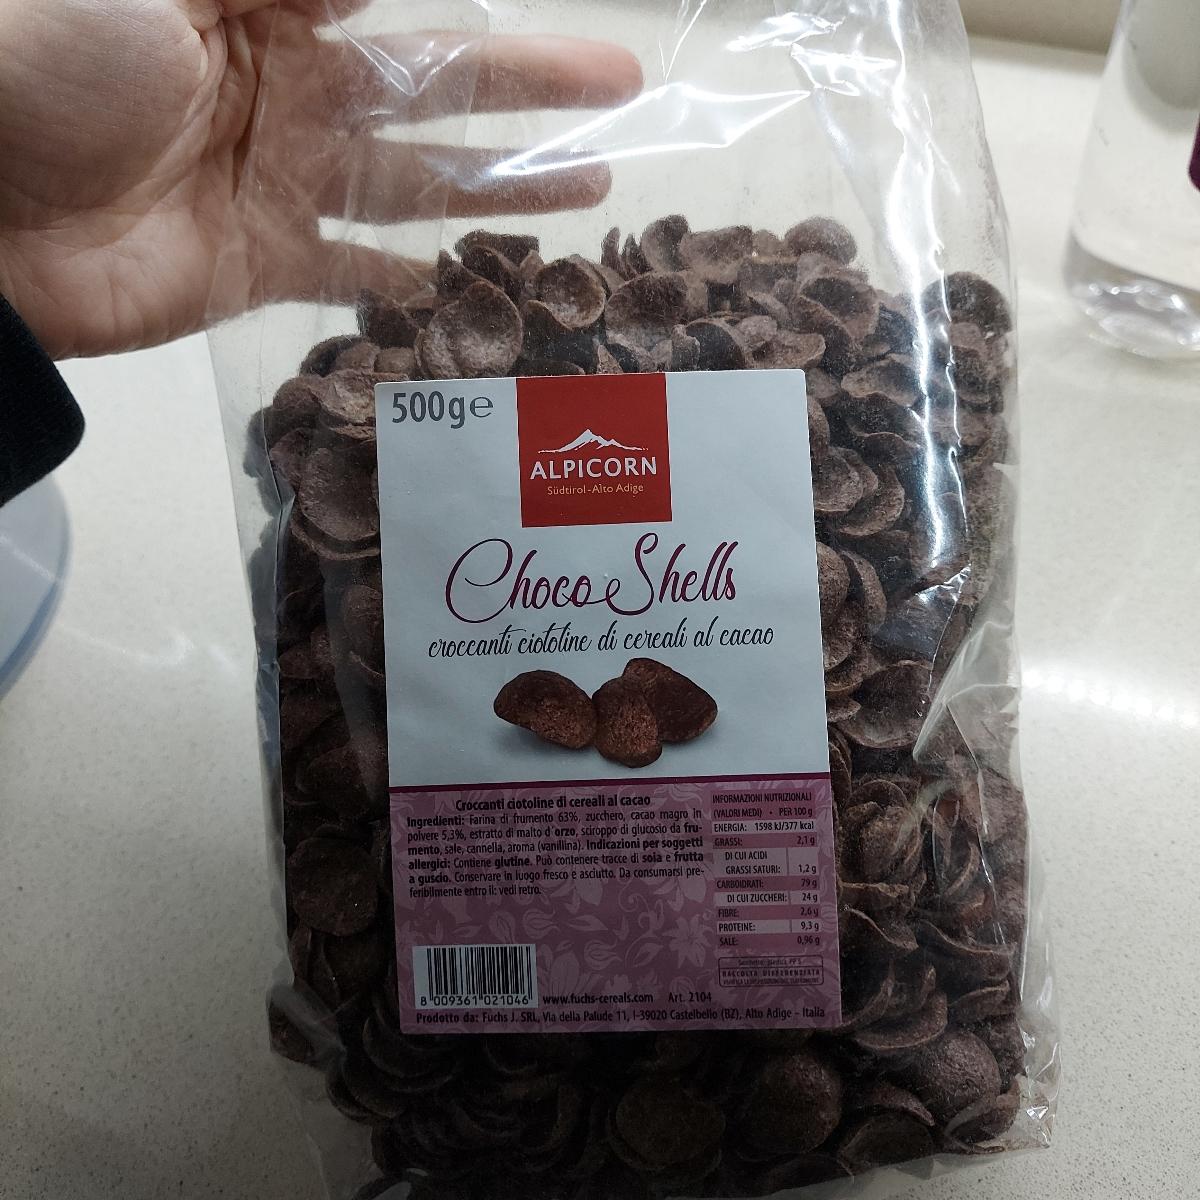 500g℮
ALPICORN
Südtirol - Alto Adige
Choco Shells
croccanti ciotoline di cereali al cacao
Croccanti ciotoline di cereali al cacao
Ingredienti: Farina di frumento 63%, zucchero, cacao magro in
polvere 5,3%, estratto di malto d'orzo, sciroppo di glucosio da fru-
mento, sale, cannella, aroma (vanillina). Indicazioni per soggetti
allergici: Contiene glutine. Può contenere tracce di soia e frutta
a guscio. Conservare in luogo fresco e asciutto. Da consumarsi pre-
feribilmente entro il: vedi retro.
INFORMAZIONI NUTRIZIONALI
(VALORI MEDI) • PER 100 g
ENERGIA: 1598 kJ/377 kcal
GRASSI: 2,1 g
DI CUI ACIDI
GRASSI SATURI: 1,2 g
CARBOIDRATI: 79 g
DI CUI ZUCCHERI: 24 g
FIBRE: 2,6 g
PROTEINE: 9,3 g
SALE: 0,96 g
RACCOLTA DIFFERENZIATA
8 009361 021046
www.fuchs-cereals.com Art. 2104
Prodotto da: Fuchs J. SRL, Via della Palude 11, I-39020 Castelbello (BZ), Alto Adige – Italia